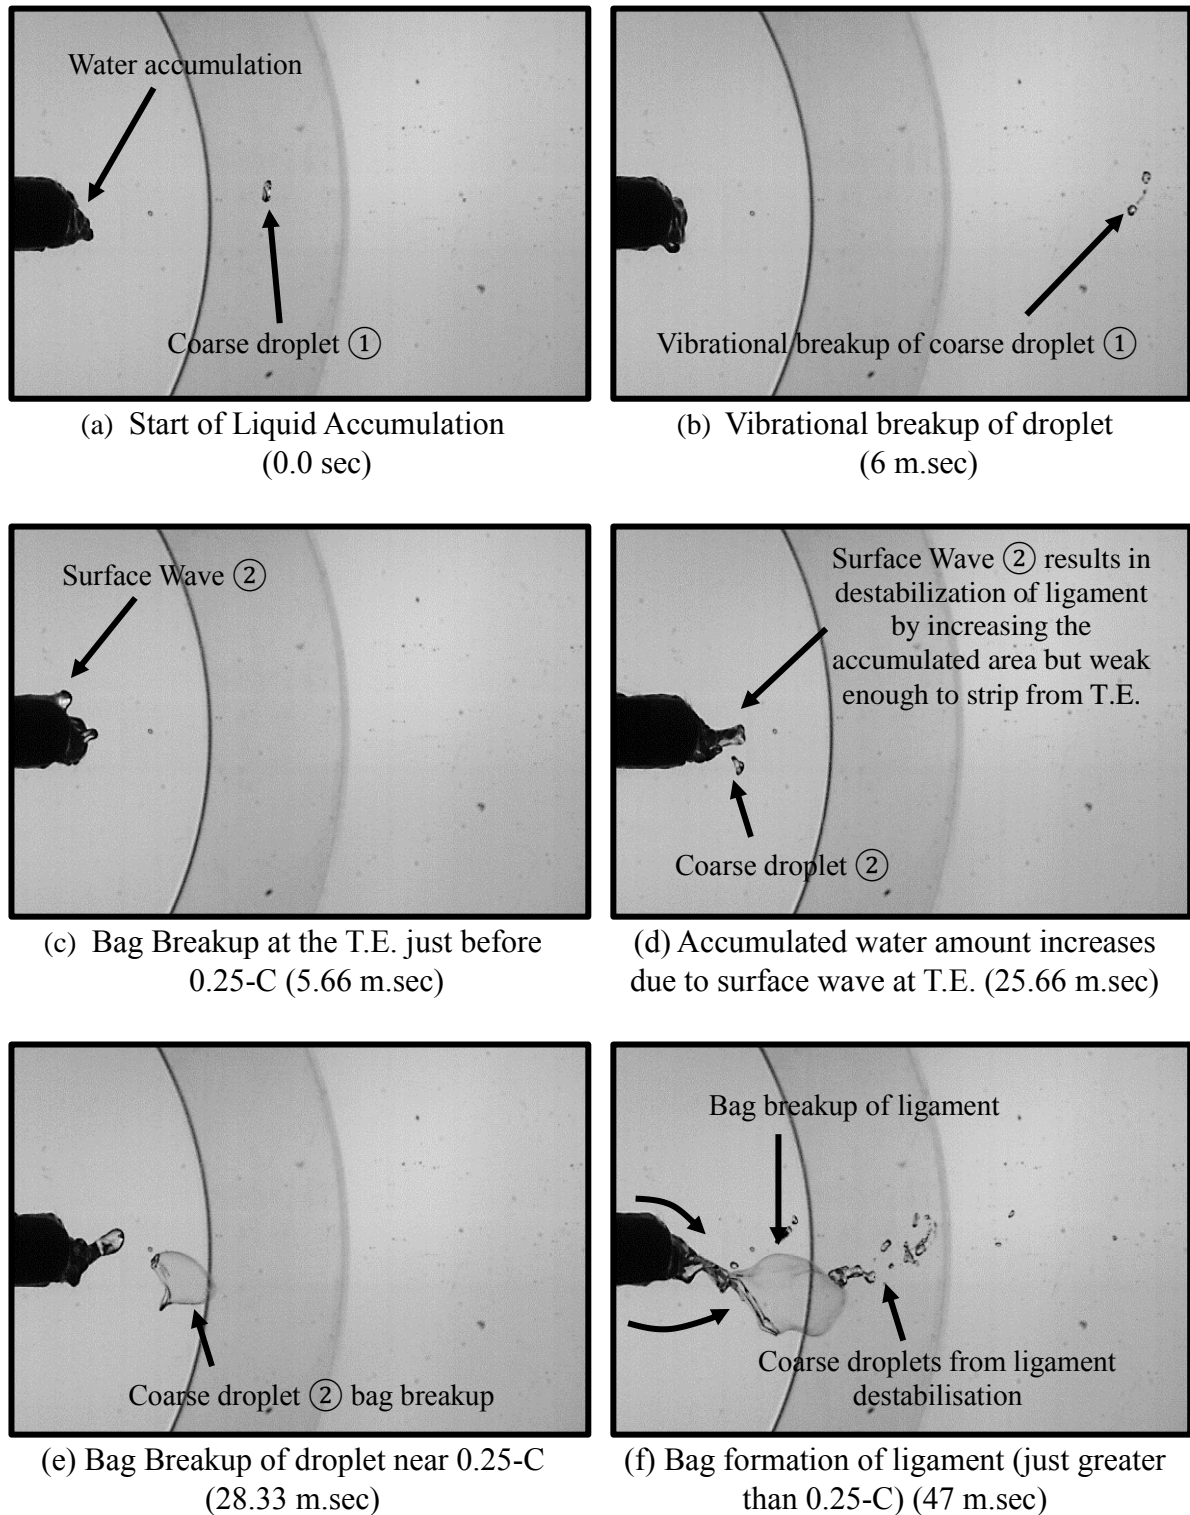 Water accumulation
Coarse droplet ①
(a) Start of Liquid Accumulation
(0.0 sec)
Vibrational breakup of coarse droplet ①
(b) Vibrational breakup of droplet
(6 m.sec)
Surface Wave ②
(c) Bag Breakup at the T.E. just before
0.25-C (5.66 m.sec)
Surface Wave ② results in
destabilization of ligament
by increasing the
accumulated area but weak
enough to strip from T.E.
Coarse droplet ②
(d) Accumulated water amount increases
due to surface wave at T.E. (25.66 m.sec)
Coarse droplet ② bag breakup
(e) Bag Breakup of droplet near 0.25-C
(28.33 m.sec)
Bag breakup of ligament
Coarse droplets from ligament
destabilisation
(f) Bag formation of ligament (just greater
than 0.25-C) (47 m.sec)